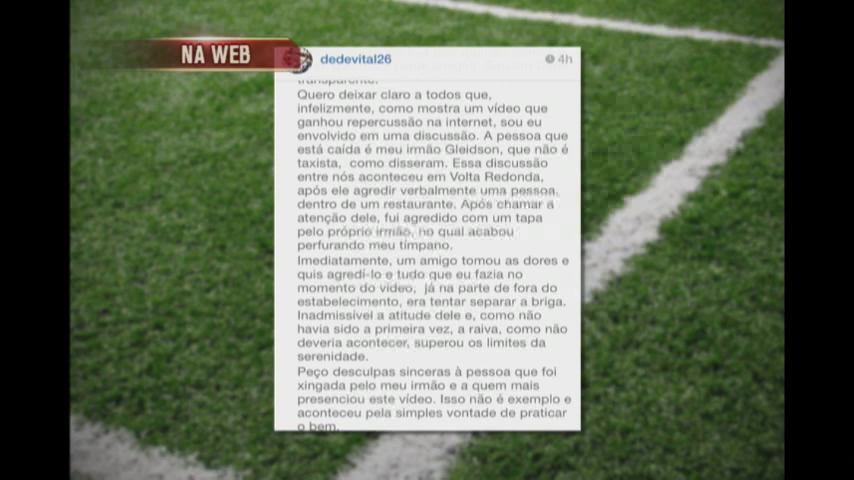 NA WEB
dedevital26
4h
transparente.
Quero deixar claro a todos que,
infelizmente, como mostra um vídeo que
ganhou repercussão na internet, sou eu
envolvido em uma discussão. A pessoa que
está caída é meu irmão Gleidson, que não é
taxista, como disseram. Essa discussão
entre nós aconteceu em Volta Redonda,
após ele agredir verbalmente uma pessoa,
dentro de um restaurante. Após chamar a
atenção dele, fui agredido com um tapa
pelo próprio irmão, no qual acabou
perfurando meu tímpano.
Imediatamente, um amigo tomou as dores e
quis agredí-lo e tudo que eu fazia no
momento do vídeo, já na parte de fora do
estabelecimento, era tentar separar a briga.
Inadmissível a atitude dele e, como não
havia sido a primeira vez, a raiva, como não
deveria acontecer, superou os limites da
serenidade.
Peço desculpas sinceras à pessoa que foi
xingada pelo meu irmão e a quem mais
presenciou este vídeo. Isso não é exemplo e
aconteceu pela simples vontade de praticar
o bem.